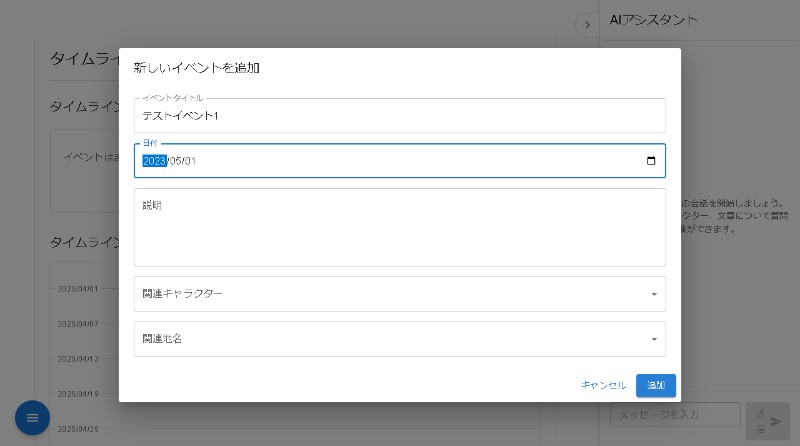 タイムライ
AIアシスタント
新しいイベントを追加
タイムライン
イベントタイトル
テストイベント1
日付
2023/05/01
イベントはま
説明
の会話を開始しましょう。
クター、文章について質問
ができます。
タイムライン
2025/04/01
関連キャラクター
2025/04/07
関連地名
2025/04/13
キャンセル
追加
2025/04/19
メッセージを入力
送信
2025/04/25